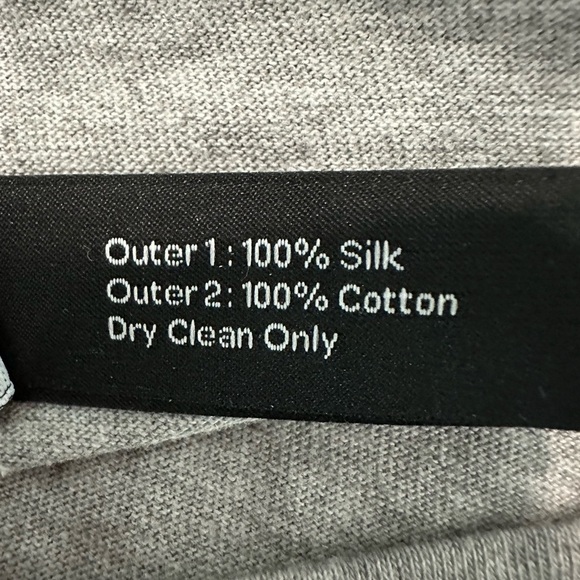 Outer 1 : 100% Silk
Outer 2 : 100% Cotton
Dry Clean Only